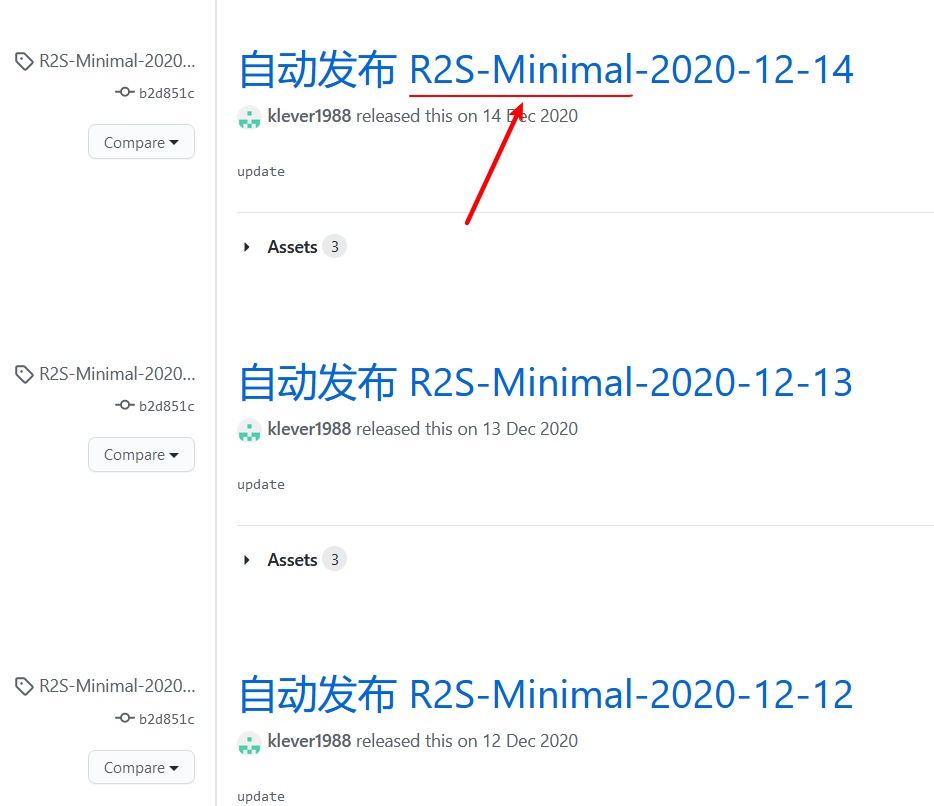 R2S-Minimal-2020...
b2d851c
Compare
自动发布 R2S-Minimal-2020-12-14
klever1988 released this on 14 Dec 2020
update
Assets 3
R2S-Minimal-2020...
b2d851c
Compare
自动发布 R2S-Minimal-2020-12-13
klever1988 released this on 13 Dec 2020
update
Assets 3
R2S-Minimal-2020...
b2d851c
Compare
自动发布 R2S-Minimal-2020-12-12
klever1988 released this on 12 Dec 2020
update